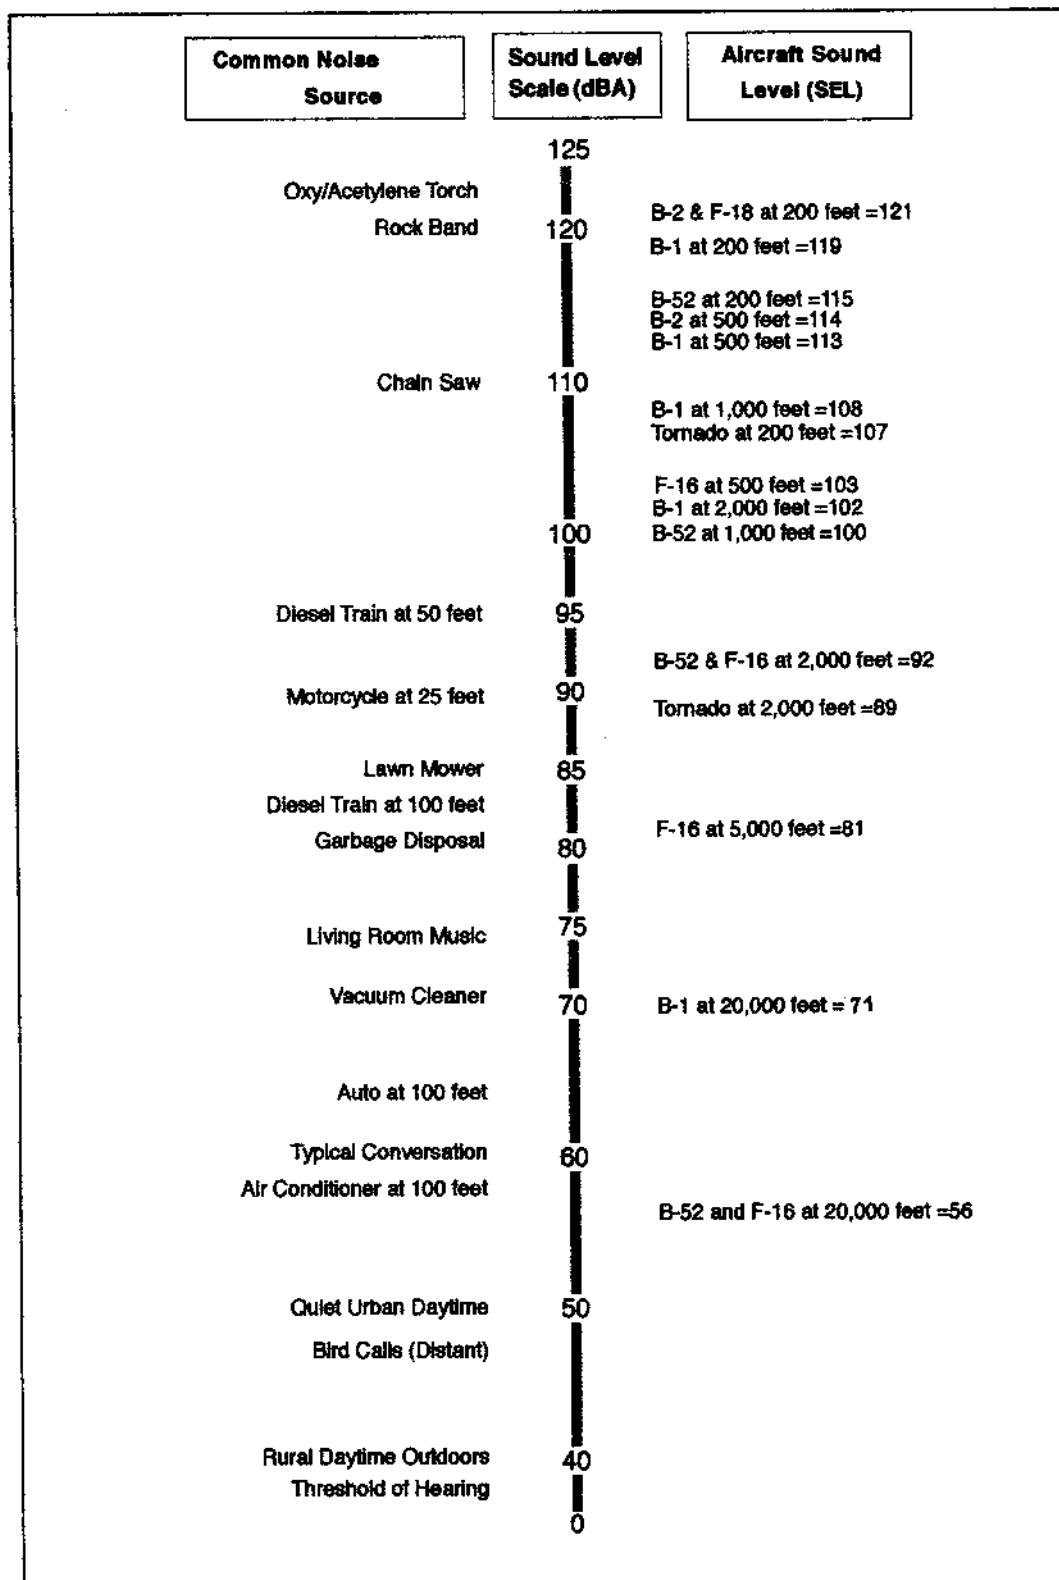 Common Noise
Source
Sound Level
Scale (dBA)
Aircraft Sound
Level (SEL)
125
Oxy/Acetylene Torch
B-2 & F-18 at 200 feet =121
Rock Band
120
B-1 at 200 feet =119
B-52 at 200 feet =115
B-2 at 500 feet =114
B-1 at 500 feet =113
Chain Saw
110
B-1 at 1,000 feet =108
Tornado at 200 feet =107
F-16 at 500 feet =103
B-1 at 2,000 feet =102
100
B-52 at 1,000 feet =100
Diesel Train at 50 feet
95
B-52 & F-16 at 2,000 feet =92
Motorcycle at 25 feet
90
Tornado at 2,000 feet =89
Lawn Mower
85
Diesel Train at 100 feet
F-16 at 5,000 feet =81
Garbage Disposal
80
Living Room Music
75
Vacuum Cleaner
70
B-1 at 20,000 feet = 71
Auto at 100 feet
Typical Conversation
60
Air Conditioner at 100 feet
B-52 and F-16 at 20,000 feet =56
Quiet Urban Daytime
50
Bird Calls (Distant)
Rural Daytime Outdoors
40
Threshold of Hearing
0